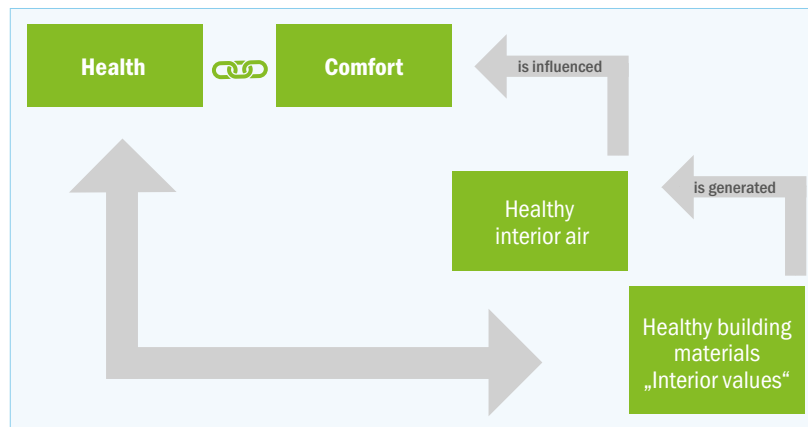 Health
Comfort
is influenced
is generated
Healthy
interior air
Healthy building
materials
„Interior values“